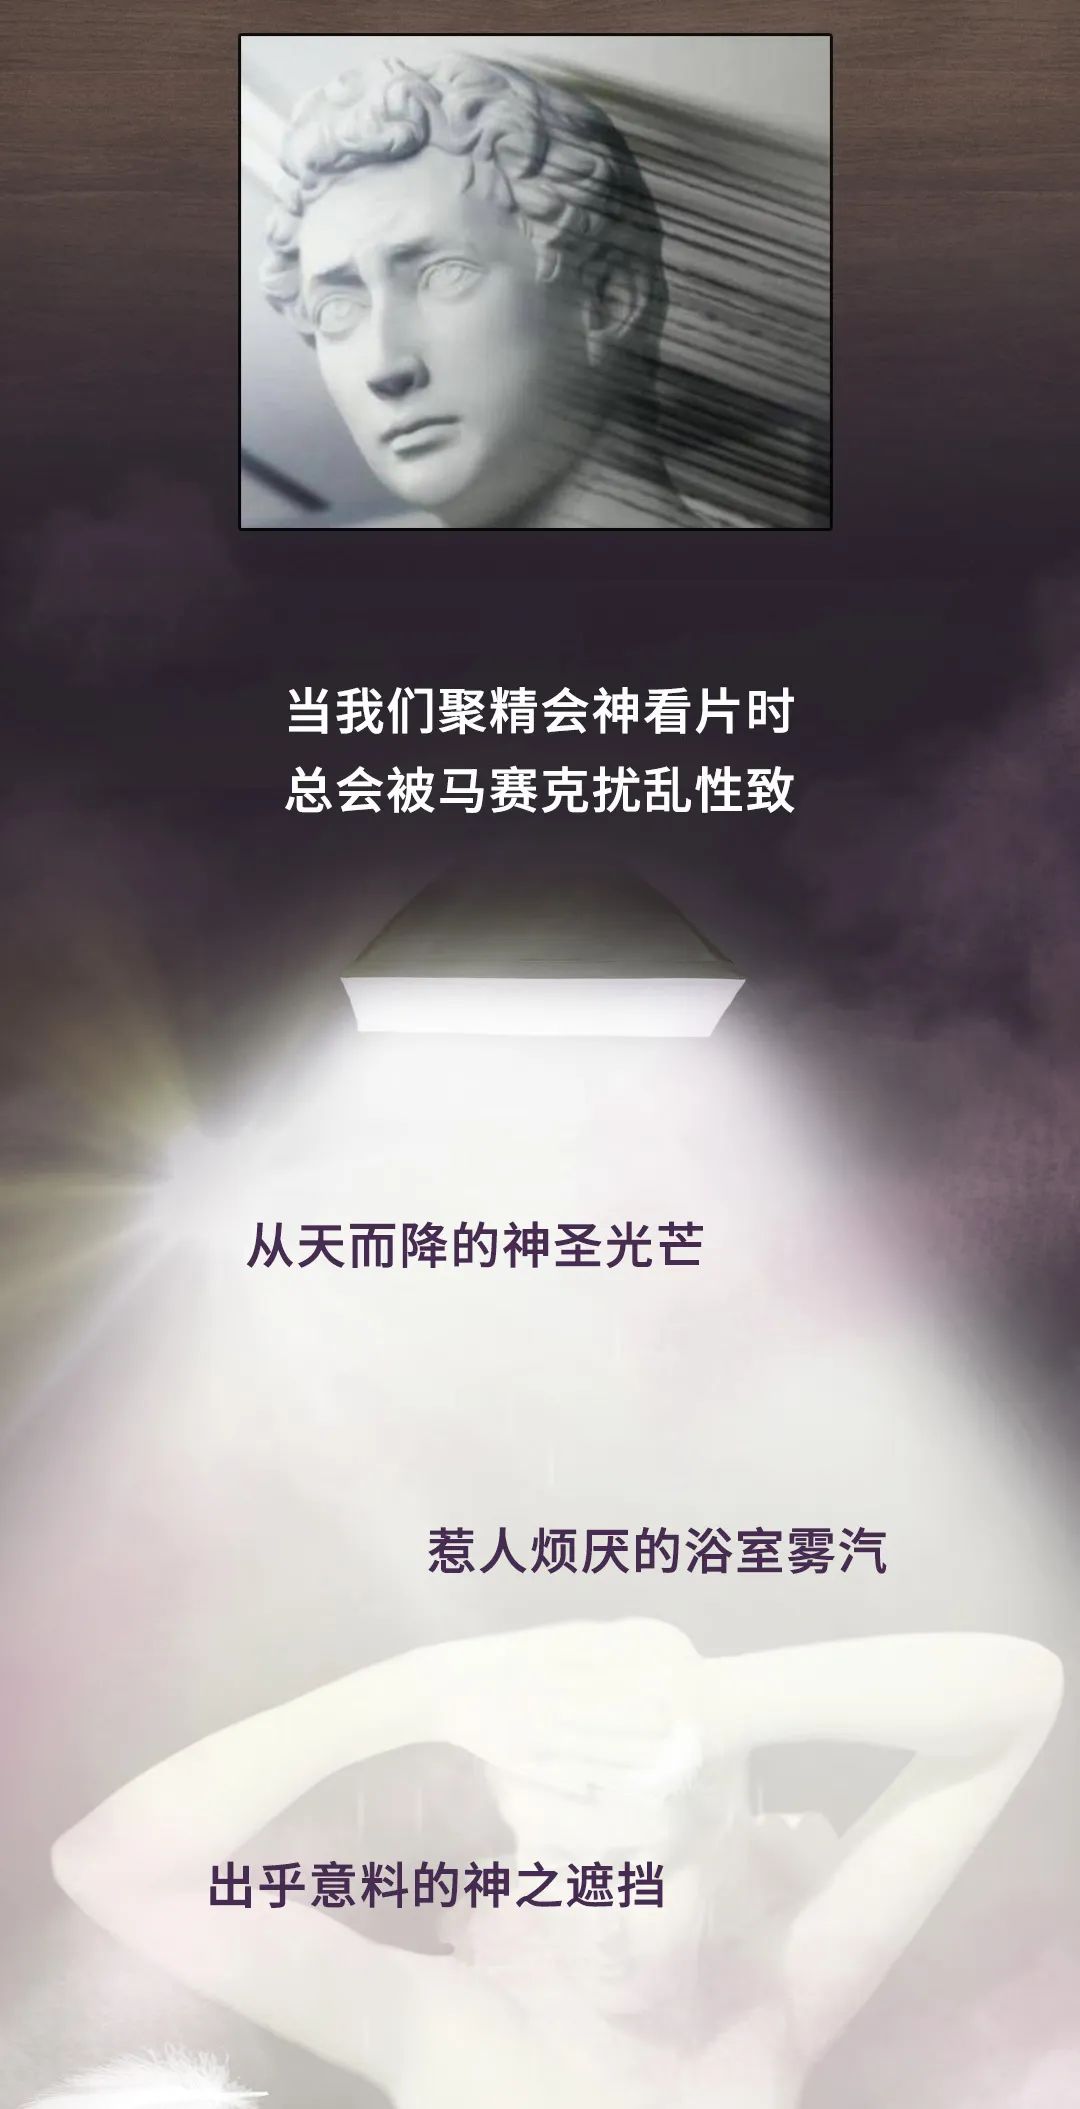 当我们聚精会神看片时
总会被马赛克扰乱性致
从天而降的神圣光芒
惹人烦厌的浴室雾汽
出乎意料的神之遮挡